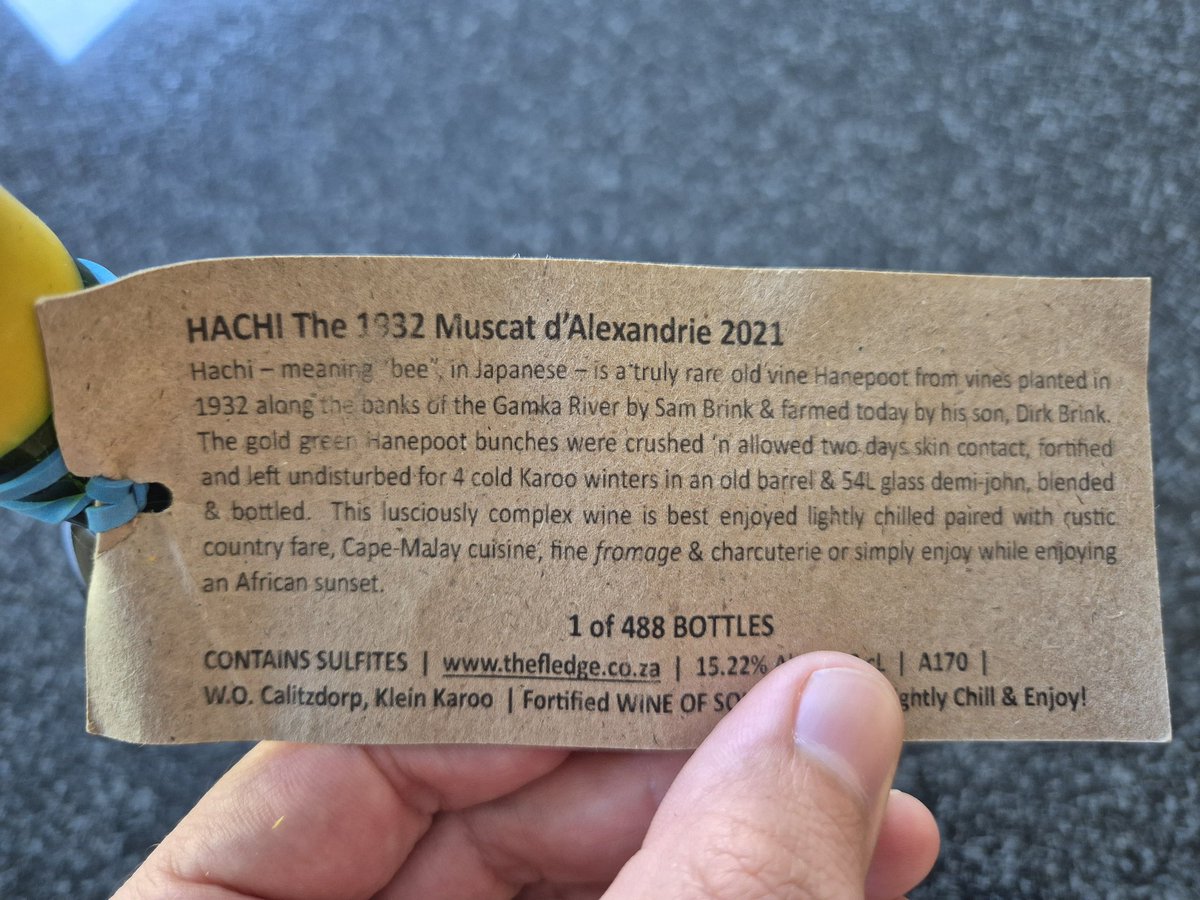 HACHI The 1932 Muscat d'Alexandrie 2021
Hachi – meaning "bee", in Japanese – is a truly rare old vine Hanepoot from vines planted in
1932 along the banks of the Gamka River by Sam Brink & farmed today by his son, Dirk Brink.
The gold green Hanepoot bunches were crushed 'n allowed two days skin contact, fortified
and left undisturbed for 4 cold Karoo winters in an old barrel & 54L glass demi-john, blended
& bottled. This lusciously complex wine is best enjoyed lightly chilled paired with rustic
country fare, Cape-Malay cuisine, fine fromage & charcuterie or simply enjoy while enjoying
an African sunset.
1 of 488 BOTTLES
CONTAINS SULFITES | www.thefledge.co.za | 15.22% | A170 |
W.O. Calitzdorp, Klein Karoo | Fortified WINE OF Chill & Enjoy!